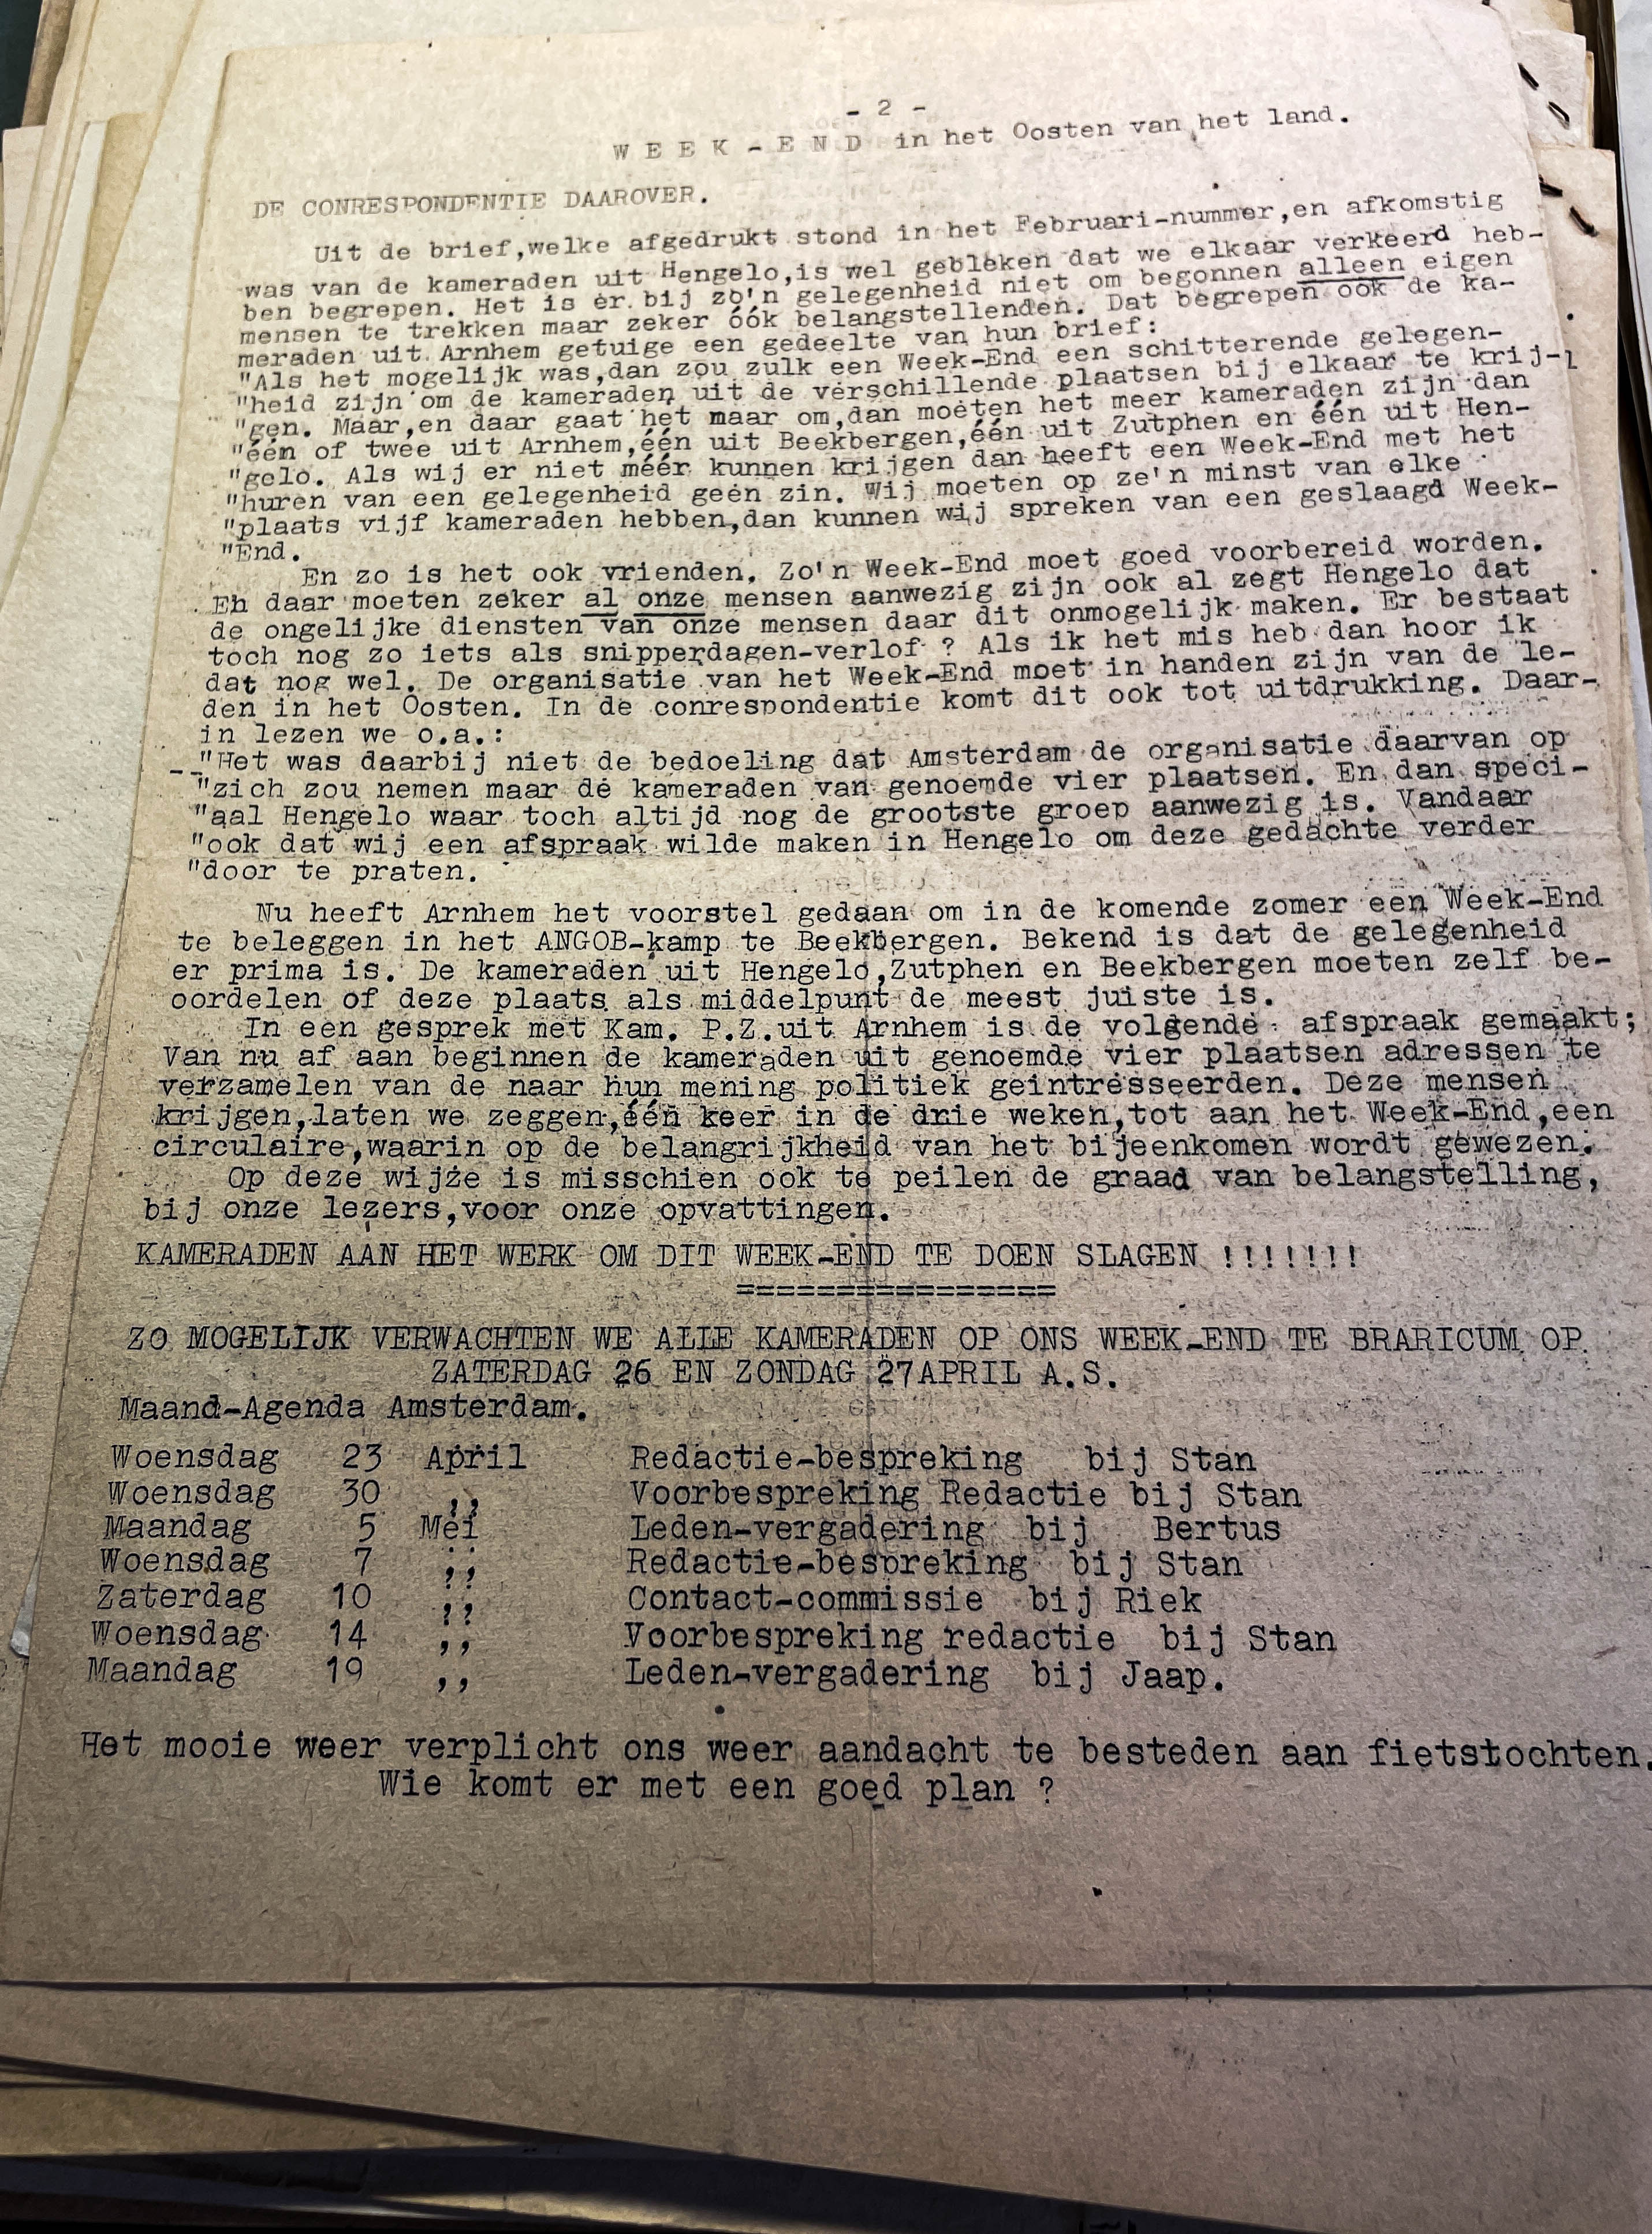 - 2 -
W E E K - E N D in het Oosten van het land.
DE CONRESPONDENTIE DAAROVER.
Uit de brief,welke afgedrukt stond in het Februari-nummer,en afkomstig
was van de kameraden uit Hengelo,is wel gebleken dat we elkaar verkeerd heb-
ben begrepen. Het is er bij zo'n gelegenheid niet om begonnen alleen eigen
mensen te trekken maar zeker óók belangstellenden. Dat begrepen ook de ka-
meraden uit Arnhem getuige een gedeelte van hun brief:
"Als het mogelijk was,dan zou zulk een Week-End een schitterende gelegen-
"heid zijn om de kameraden uit de verschillende plaatsen bij elkaar te krij-
"gen. Maar,en daar gaat het maar om,dan moeten het meer kameraden zijn dan
"één of twee uit Arnhem,één uit Beekbergen,één uit Zutphen en één uit Hen-
"gelo. Als wij er niet méér kunnen krijgen dan heeft een Week-End met het
"huren van een gelegenheid geen zin. Wij moeten op ze'n minst van elke
"plaats vijf kameraden hebben,dan kunnen wij spreken van een geslaagd Week-
"End.
En zo is het ook vrienden. Zo'n Week-End moet goed voorbereid worden.
En daar moeten zeker al onze mensen aanwezig zijn ook al zegt Hengelo dat
de ongelijke diensten van onze mensen daar dit onmogelijk maken. Er bestaat
toch nog zo iets als snipperdagen-verlof ? Als ik het mis heb dan hoor ik
dat nog wel. De organisatie van het Week-End moet in handen zijn van de le-
den in het Oosten. In de conrespondentie komt dit ook tot uitdrukking. Daar-
in lezen we o.a.:
"Het was daarbij niet de bedoeling dat Amsterdam de organisatie daarvan op
"zich zou nemen maar de kameraden van genoemde vier plaatsen. En dan speci-
"aal Hengelo waar toch altijd nog de grootste groep aanwezig is. Vandaar
"ook dat wij een afspraak wilde maken in Hengelo om deze gedachte verder
"door te praten.
Nu heeft Arnhem het voorstel gedaan om in de komende zomer een Week-End
te beleggen in het ANGOB-kamp te Beekbergen. Bekend is dat de gelegenheid
er prima is. De kameraden uit Hengelo,Zutphen en Beekbergen moeten zelf be-
oordelen of deze plaats als middelpunt de meest juiste is.
In een gesprek met Kam. P.Z.uit Arnhem is de volgende afspraak gemaakt;
Van nu af aan beginnen de kameraden uit genoemde vier plaatsen adressen te
verzamelen van de naar hun mening politiek geintresseerden. Deze mensen
krijgen,laten we zeggen,één keer in de drie weken,tot aan het Week-End,een
circulaire,waarin op de belangrijkheid van het bijeenkomen wordt gewezen.
Op deze wijze is misschien ook te peilen de graad van belangstelling,
bij onze lezers,voor onze opvattingen.
KAMERADEN AAN HET WERK OM DIT WEEK-END TE DOEN SLAGEN !!!!!!!
===============
ZO MOGELIJK VERWACHTEN WE ALLE KAMERADEN OP ONS WEEK-END TE BRARICUM OP
ZATERDAG 26 EN ZONDAG 27APRIL A.S.
Maand-Agenda Amsterdam.
Woensdag 23 April Redactie-bespreking bij Stan
Woensdag 30 ,, Voorbespreking Redactie bij Stan
Maandag 5 Mei Leden-vergadering bij Bertus
Woensdag 7 ,, Redactie-bespreking bij Stan
Zaterdag 10 ,, Contact-commissie bij Riek
Woensdag 14 ,, Voorbespreking redactie bij Stan
Maandag 19 ,, Leden-vergadering bij Jaap.
Het mooie weer verplicht ons weer aandacht te besteden aan fietstochten.
Wie komt er met een goed plan ?